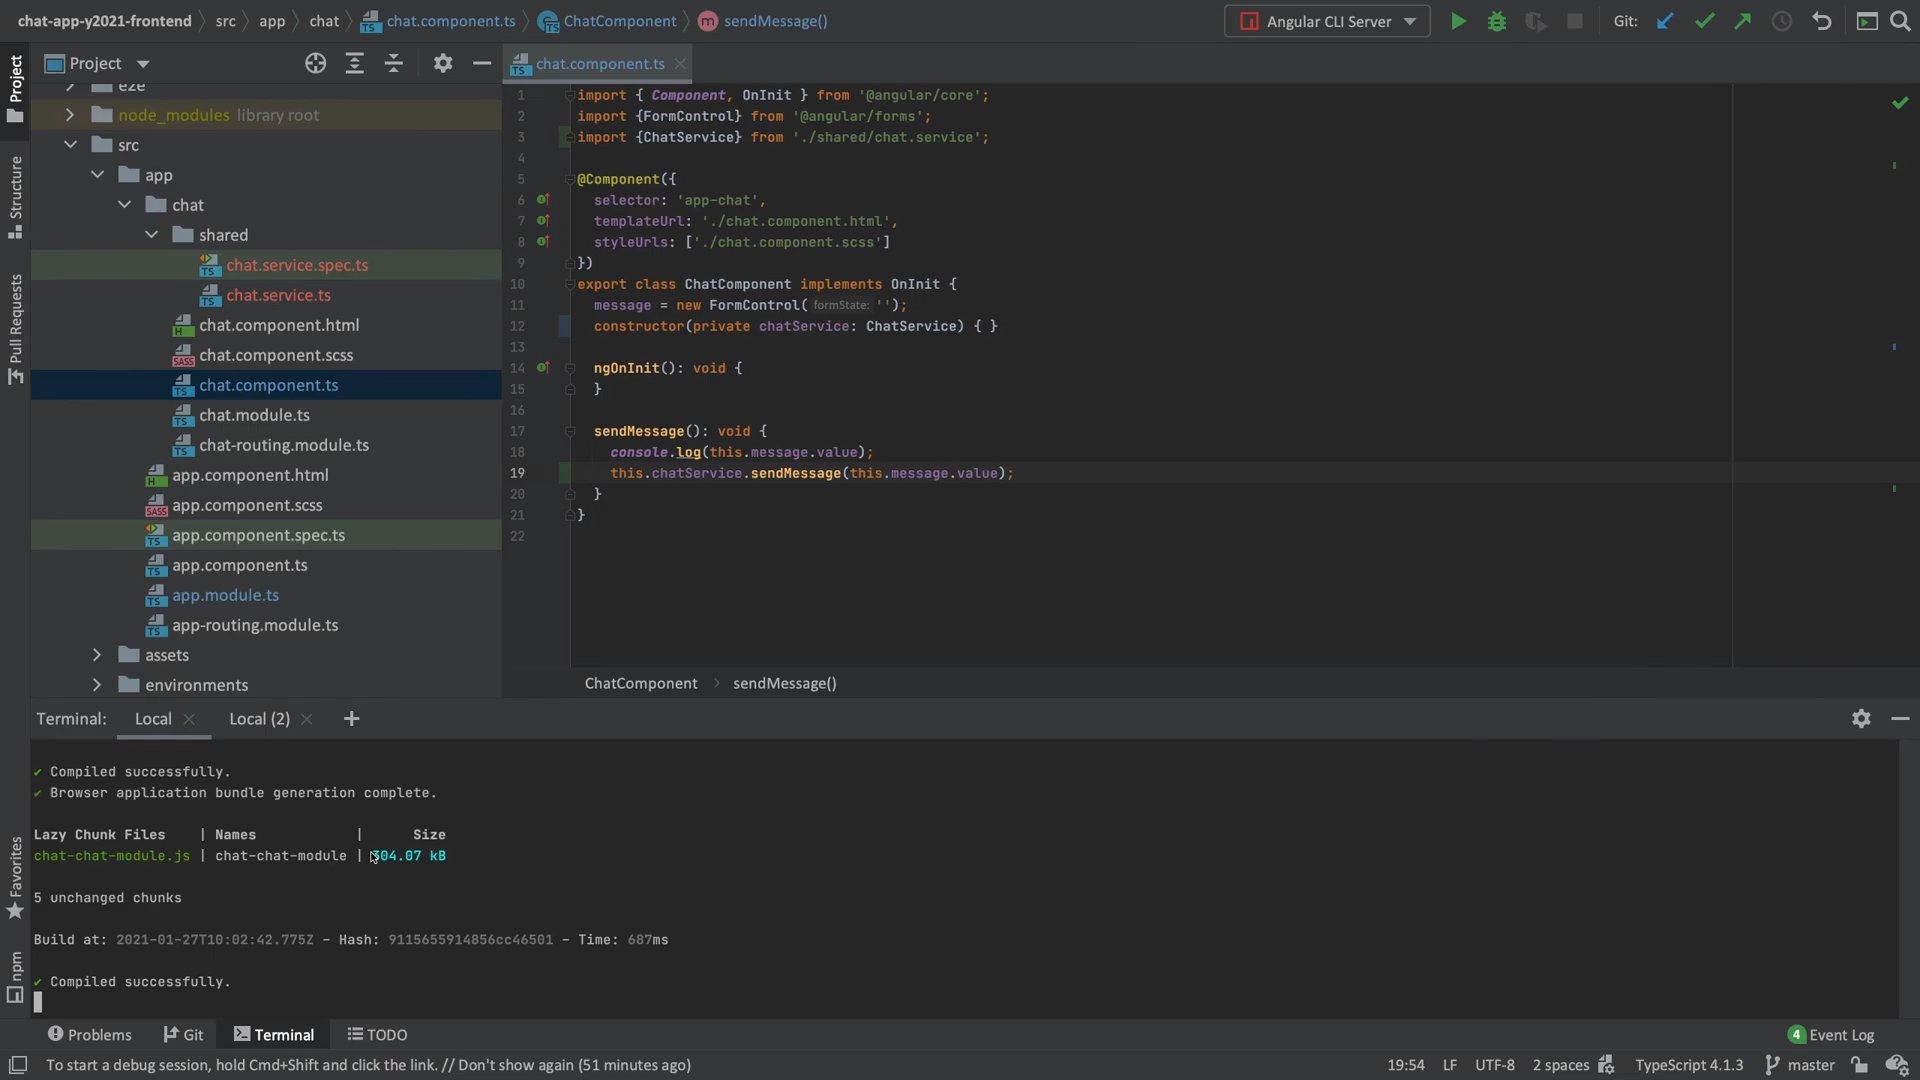 chat-app-y2021-frontend > src > app > chat > chat.component.ts > ChatComponent > sendMessage()
Angular CLI Server
Git:
Project
chat.component.ts
Project
Structure
Pull Requests
Favorites
npm
e2e
node_modules library root
src
app
chat
shared
chat.service.spec.ts
chat.service.ts
chat.component.html
chat.component.scss
chat.component.ts
chat.module.ts
chat-routing.module.ts
app.component.html
app.component.scss
app.component.spec.ts
app.component.ts
app.module.ts
app-routing.module.ts
assets
environments
1 import { Component, OnInit } from '@angular/core';
2 import {FormControl} from '@angular/forms';
3 import {ChatService} from './shared/chat.service';
4
5 @Component({
6 selector: 'app-chat',
7 templateUrl: './chat.component.html',
8 styleUrls: ['./chat.component.scss']
9 })
10 export class ChatComponent implements OnInit {
11 message = new FormControl( formState: '');
12 constructor(private chatService: ChatService) { }
13
14 ngOnInit(): void {
15 }
16
17 sendMessage(): void {
18 console.log(this.message.value);
19 this.chatService.sendMessage(this.message.value);
20 }
21 }
22
ChatComponent > sendMessage()
Terminal: Local Local (2)
✔ Compiled successfully.
✔ Browser application bundle generation complete.
Lazy Chunk Files | Names | Size
chat-chat-module.js | chat-chat-module | 304.07 kB
5 unchanged chunks
Build at: 2021-01-27T10:02:42.775Z - Hash: 9115655914856cc46501 - Time: 687ms
✔ Compiled successfully.
Problems Git Terminal TODO
4 Event Log
To start a debug session, hold Cmd+Shift and click the link. // Don't show again (51 minutes ago)
19:54 LF UTF-8 2 spaces TypeScript 4.1.3 master